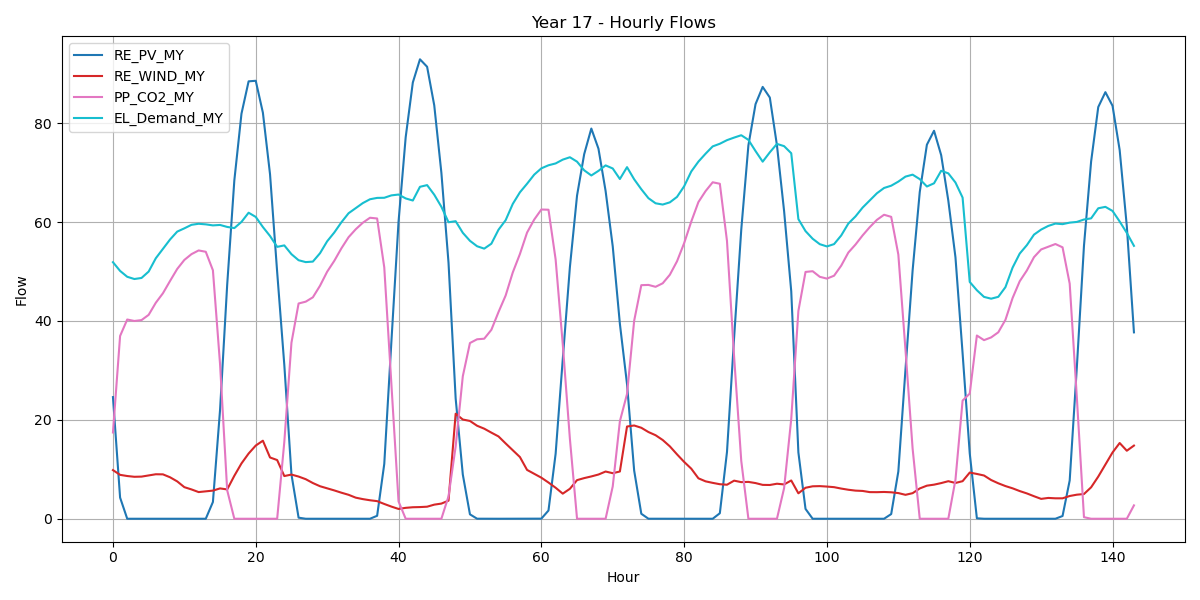 Year 17 - Hourly Flows
RE_PV_MY
RE_WIND_MY
PP_CO2_MY
EL_Demand_MY
Flow
80
60
40
20
0
0 20 40 60 80 100 120 140
Hour